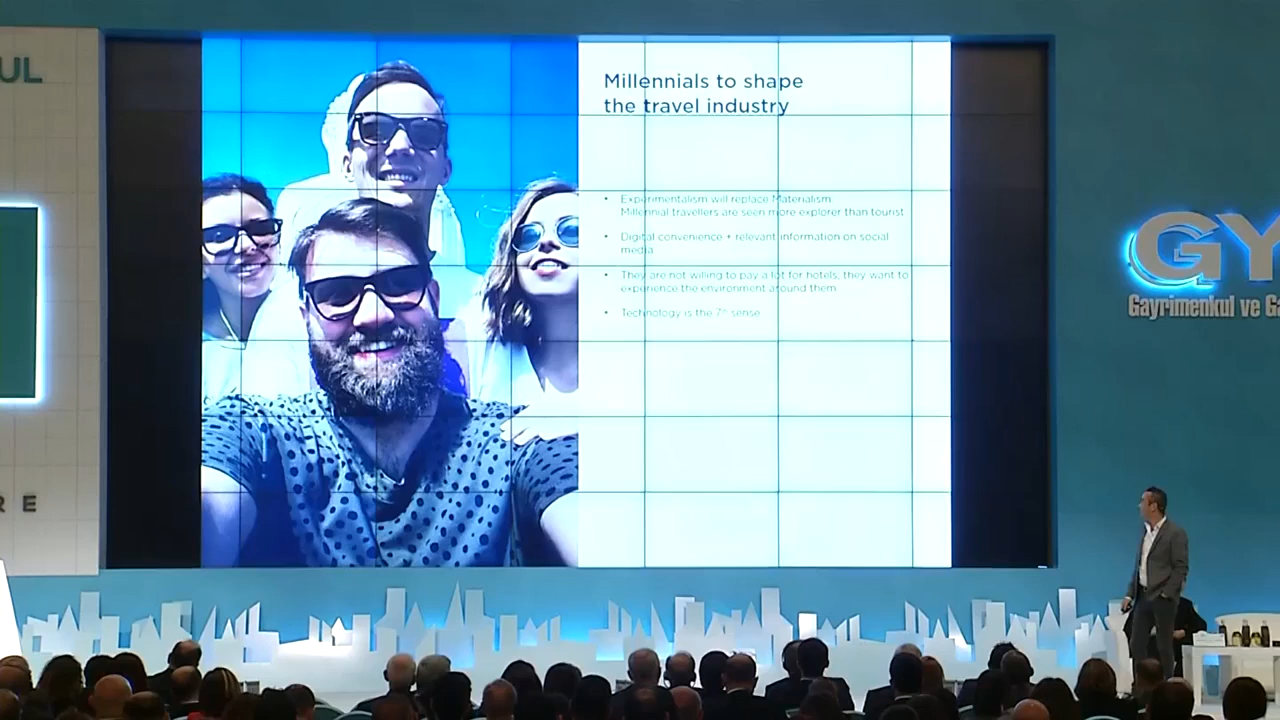 UL
Millennials to shape
the travel industry
• Experimentalism will replace Materialism
Millennial travellers are seen more explorer than tourist
• Digital convenience + relevant information on social
media
• They are not willing to pay a lot for hotels, they want to
experience the environment around them
• Technology is the 7th sense
GY
Gayrimenkul ve Ga
R E